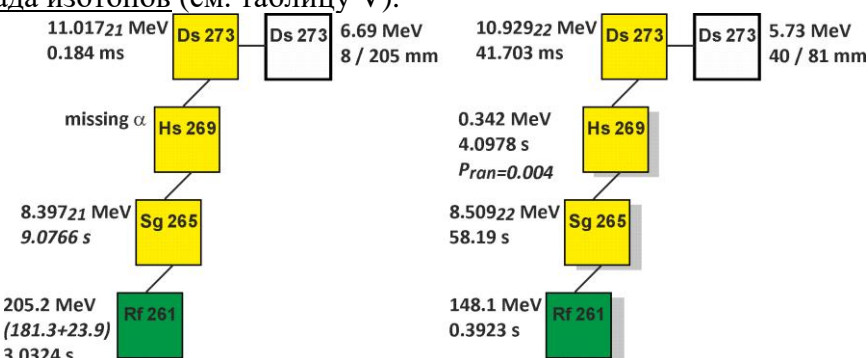 ада изотопов (см. таблицу V).
11.01721 MeV
0.184 ms
Ds 273
Ds 273
6.69 MeV
8 / 205 mm
missing α
Hs 269
8.39721 MeV
9.0766 s
Sg 265
205.2 MeV
(181.3+23.9)
3.0324 s
Rf 261
10.92922 MeV
41.703 ms
Ds 273
Ds 273
5.73 MeV
40 / 81 mm
0.342 MeV
4.0978 s
Pran=0.004
Hs 269
8.50922 MeV
58.19 s
Sg 265
148.1 MeV
0.3923 s
Rf 261